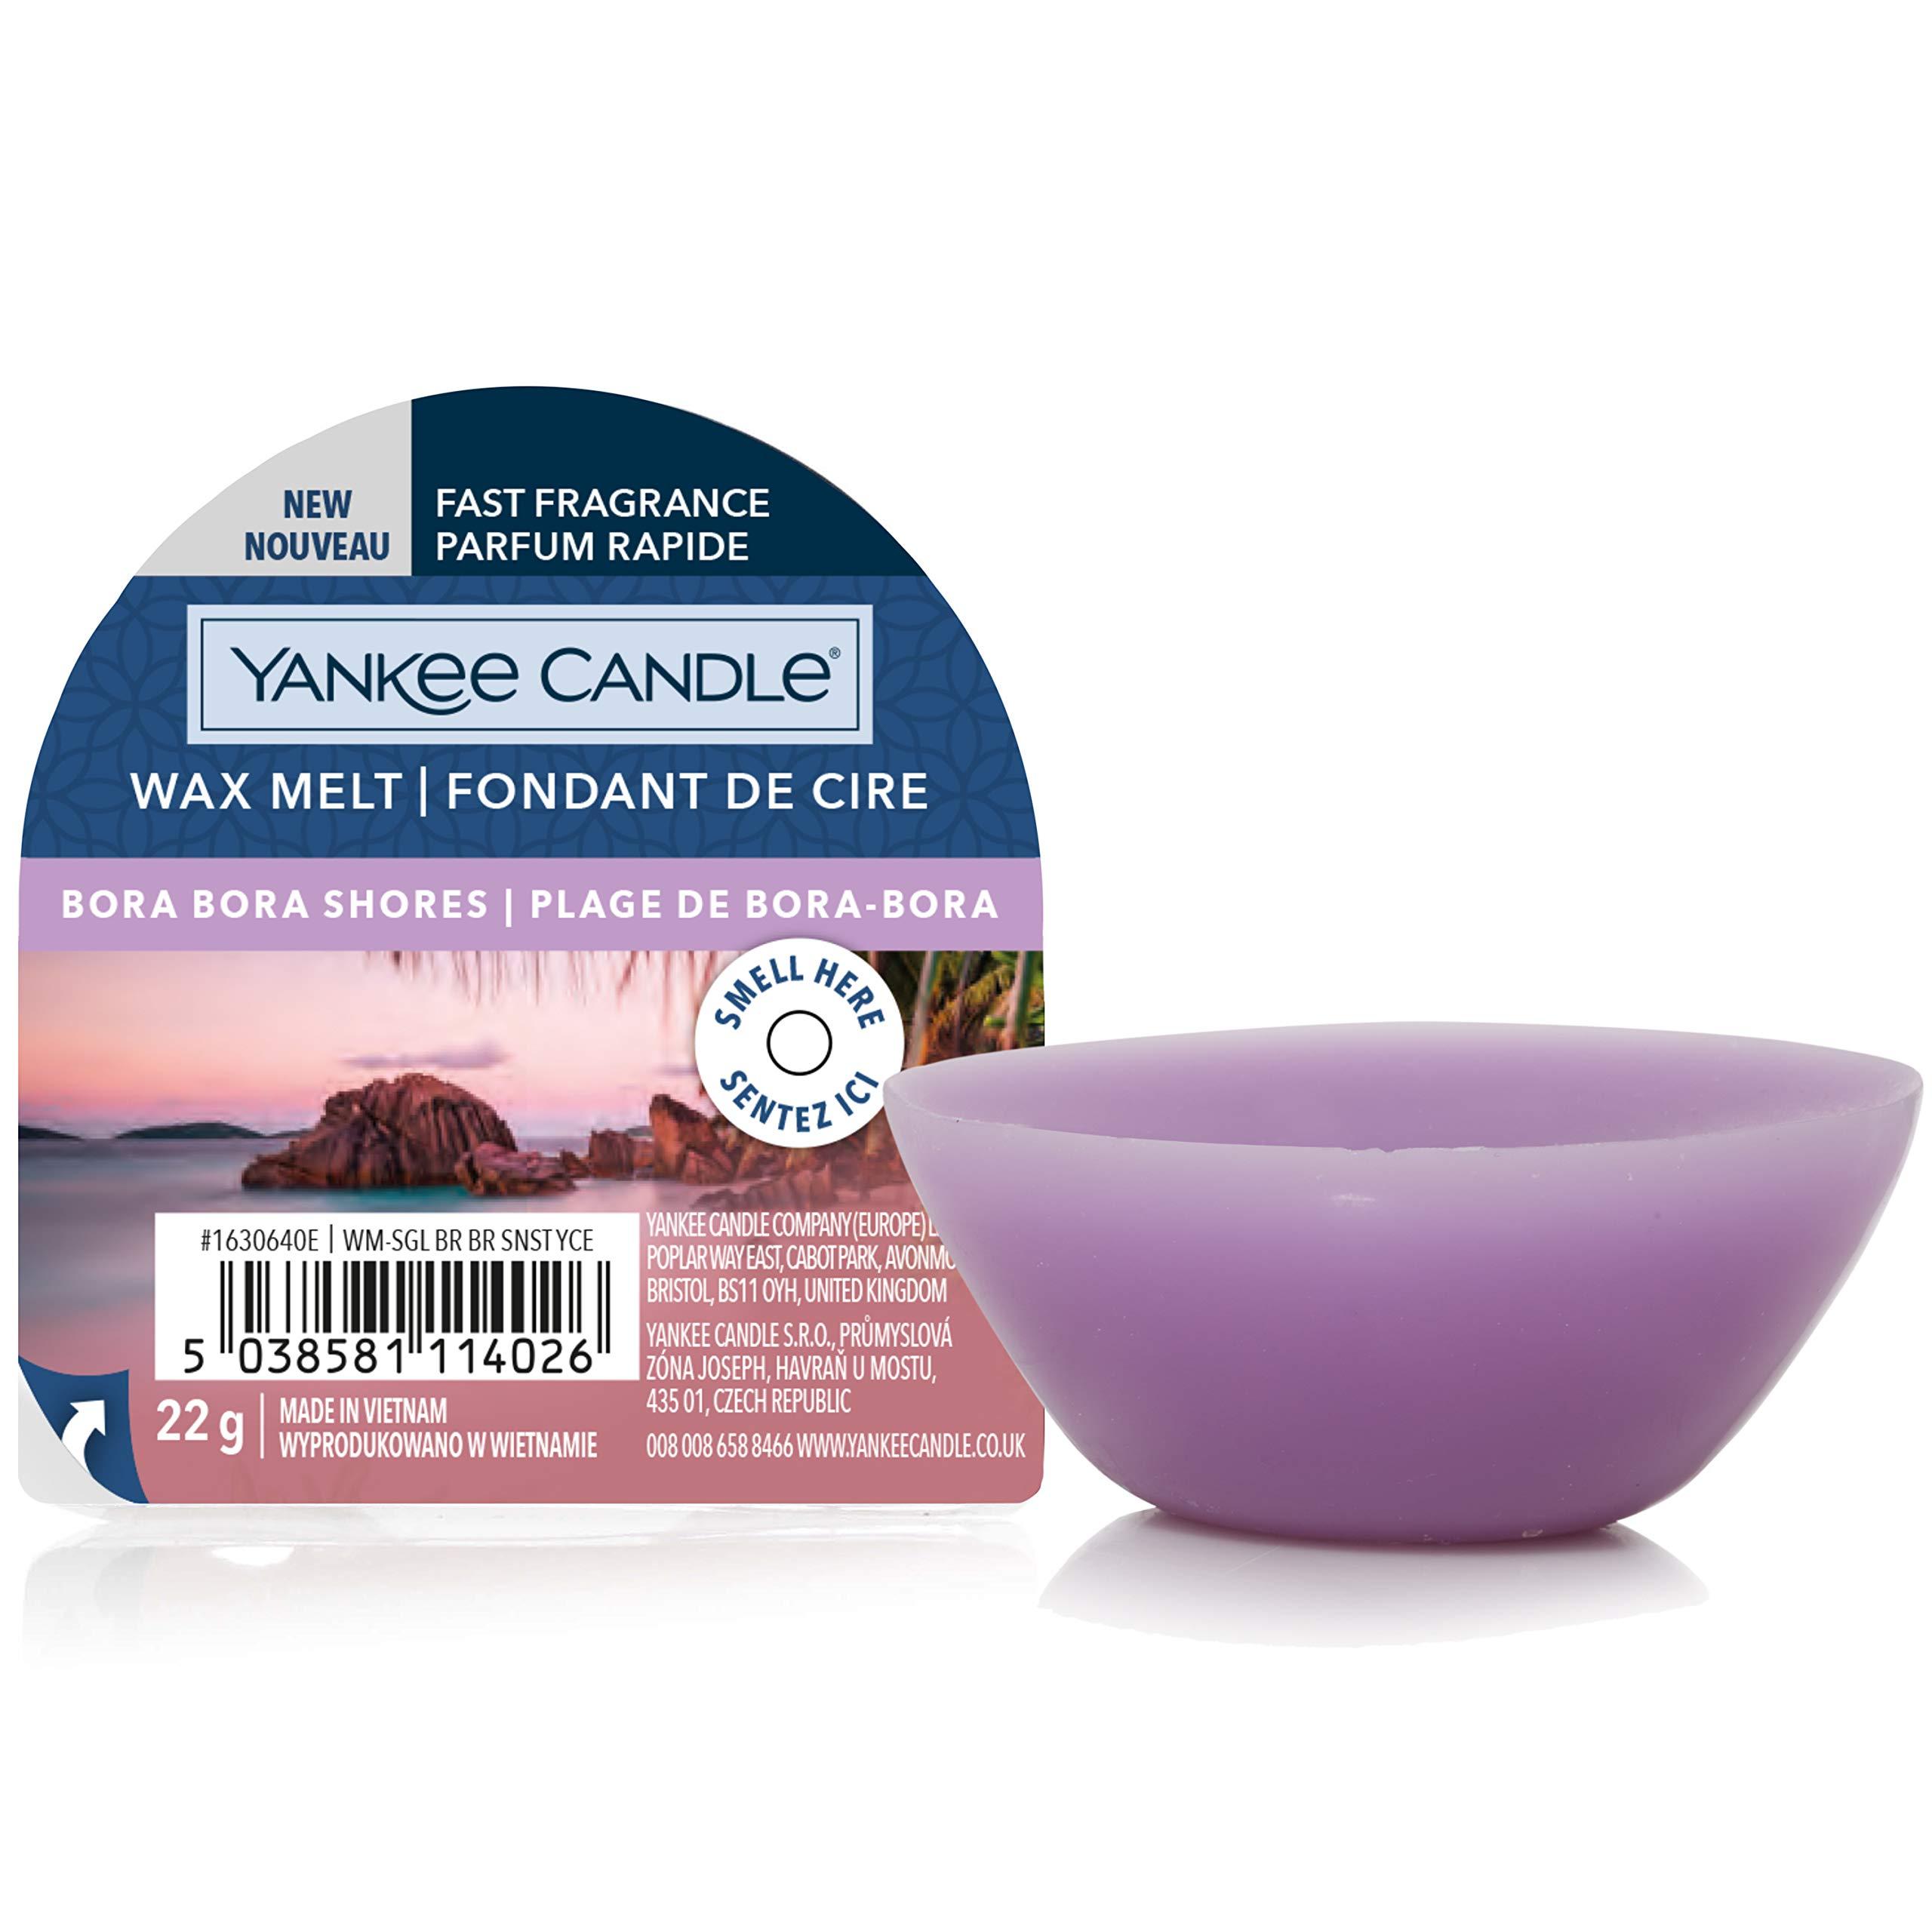 NEW
NOUVEAU
FAST FRAGRANCE
PARFUM RAPIDE
YANKEE CANDLE®
WAX MELT | FONDANT DE CIRE
BORA BORA SHORES | PLAGE DE BORA-BORA
SMELL HERE
SENTEZ ICI
#1630640E | WM-SGL BR BR SNST YCE
5 038581 114026
22 g
MADE IN VIETNAM
WYPRODUKOWANO W WIETNAMIE
YANKEE CANDLE COMPANY (EUROPE)
POPLAR WAY EAST, CABOT PARK,
BRISTOL, BS11 0YH, UNITED KINGDOM
YANKEE CANDLE S.R.O., PRŮMYSLOVÁ
ZÓNA JOSEPH, HAVRAŇ U MOSTU,
435 01, CZECH REPUBLIC
008 008 658 8466 WWW.YANKEECANDLE.CO.UK